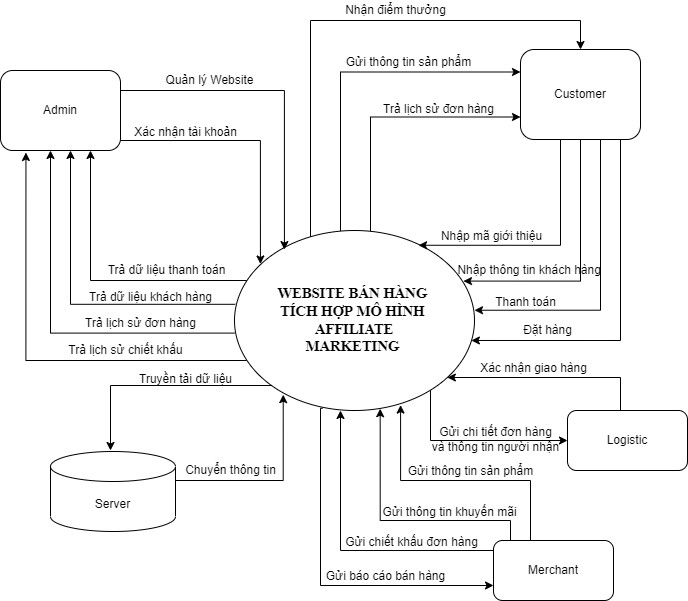 Nhận điểm thưởng
Gửi thông tin sản phẩm
Customer
Quản lý Website
Admin
Trả lịch sử đơn hàng
Xác nhận tài khoản
Nhập mã giới thiệu
Trả dữ liệu thanh toán
Nhập thông tin khách hàng
WEBSITE BÁN HÀNG
TÍCH HỢP MÔ HÌNH
AFFILIATE
MARKETING
Trả dữ liệu khách hàng
Thanh toán
Trả lịch sử đơn hàng
Đặt hàng
Trả lịch sử chiết khấu
Xác nhận giao hàng
Truyền tải dữ liệu
Gửi chi tiết đơn hàng
và thông tin người nhận
Logistic
Chuyển thông tin
Gửi thông tin sản phẩm
Server
Gửi thông tin khuyến mãi
Gửi chiết khấu đơn hàng
Merchant
Gửi báo cáo bán hàng